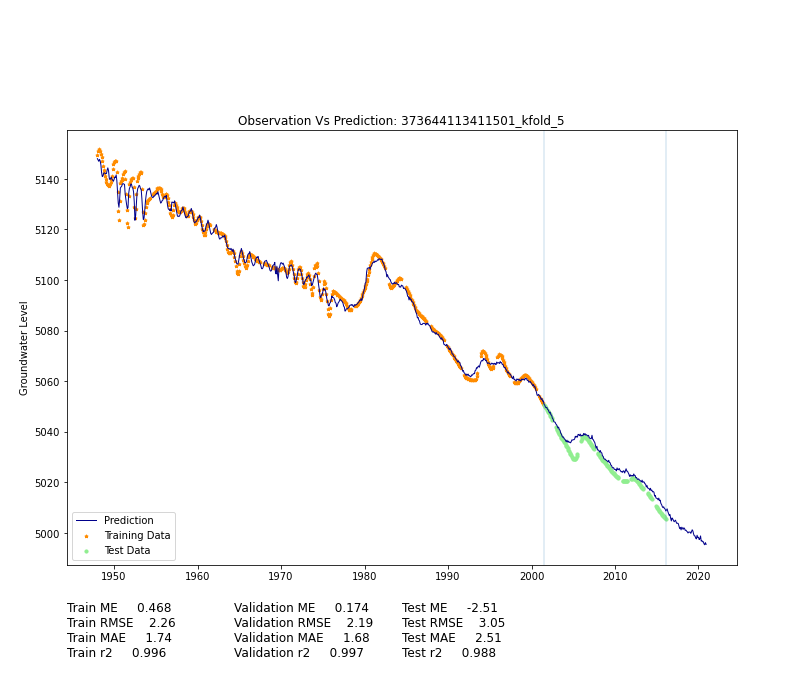 Observation Vs Prediction: 373644113411501_kfold_5
Groundwater Level
5140
5120
5100
5080
5060
5040
5020
5000
Prediction
Training Data
Test Data
1950 1960 1970 1980 1990 2000 2010 2020
Train ME 0.468 Validation ME 0.174 Test ME -2.51
Train RMSE 2.26 Validation RMSE 2.19 Test RMSE 3.05
Train MAE 1.74 Validation MAE 1.68 Test MAE 2.51
Train r2 0.996 Validation r2 0.997 Test r2 0.988